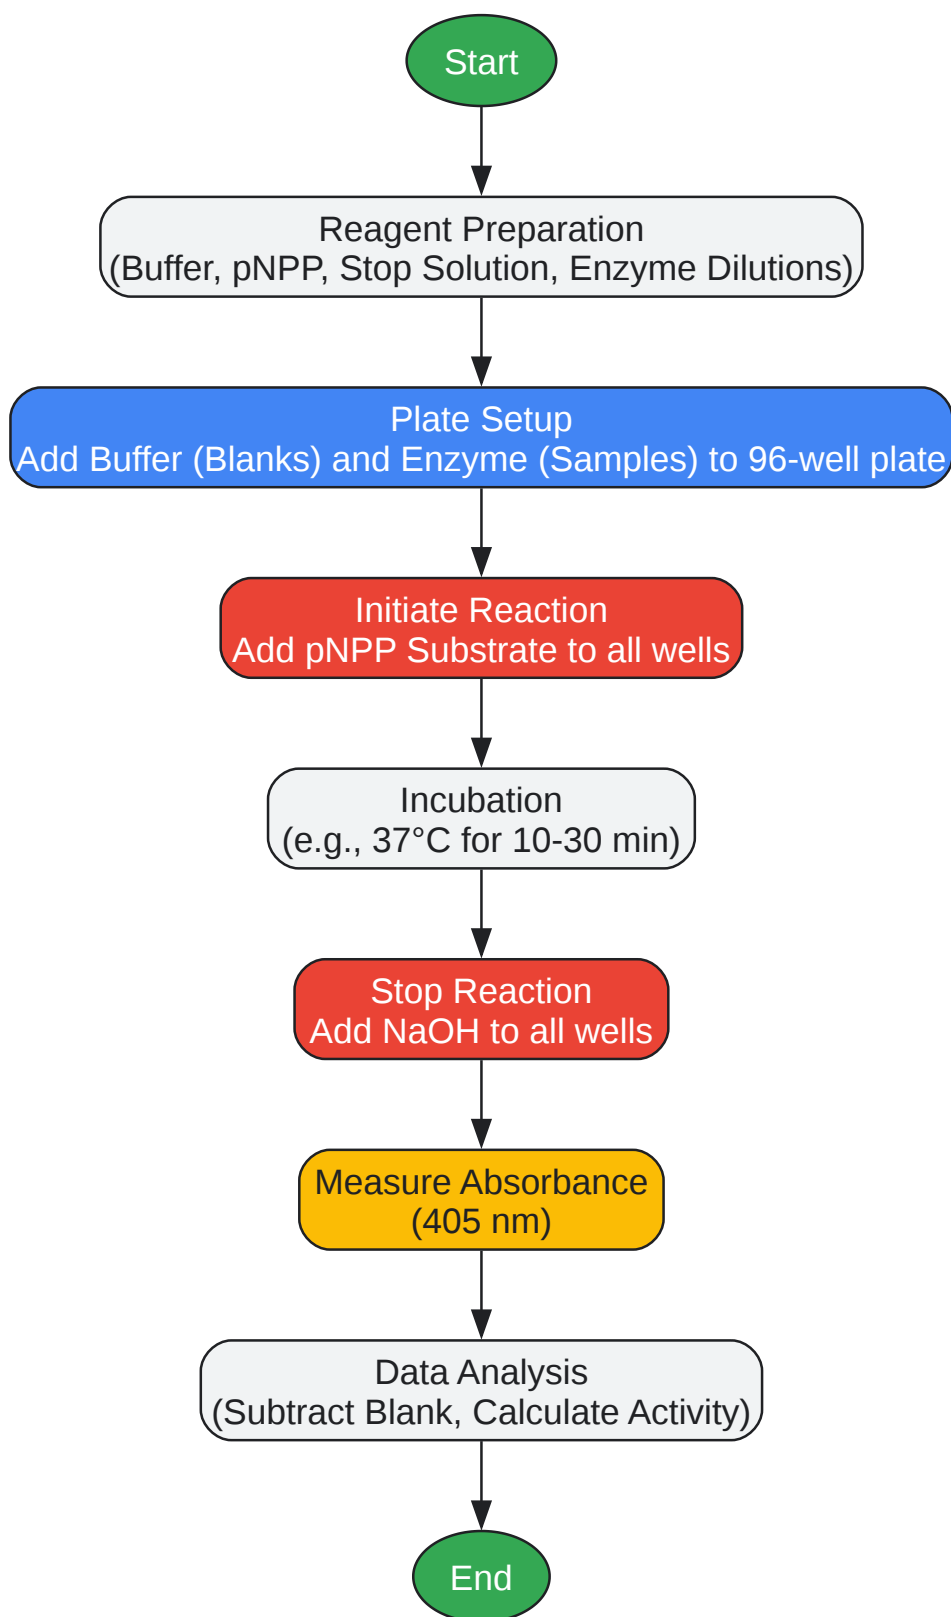 Start
Reagent Preparation
(Buffer, pNPP, Stop Solution, Enzyme Dilutions)
Plate Setup
Add Buffer (Blanks) and Enzyme (Samples) to 96-well plate
Initiate Reaction
Add pNPP Substrate to all wells
Incubation
(e.g., 37°C for 10-30 min)
Stop Reaction
Add NaOH to all wells
Measure Absorbance
(405 nm)
Data Analysis
(Subtract Blank, Calculate Activity)
End